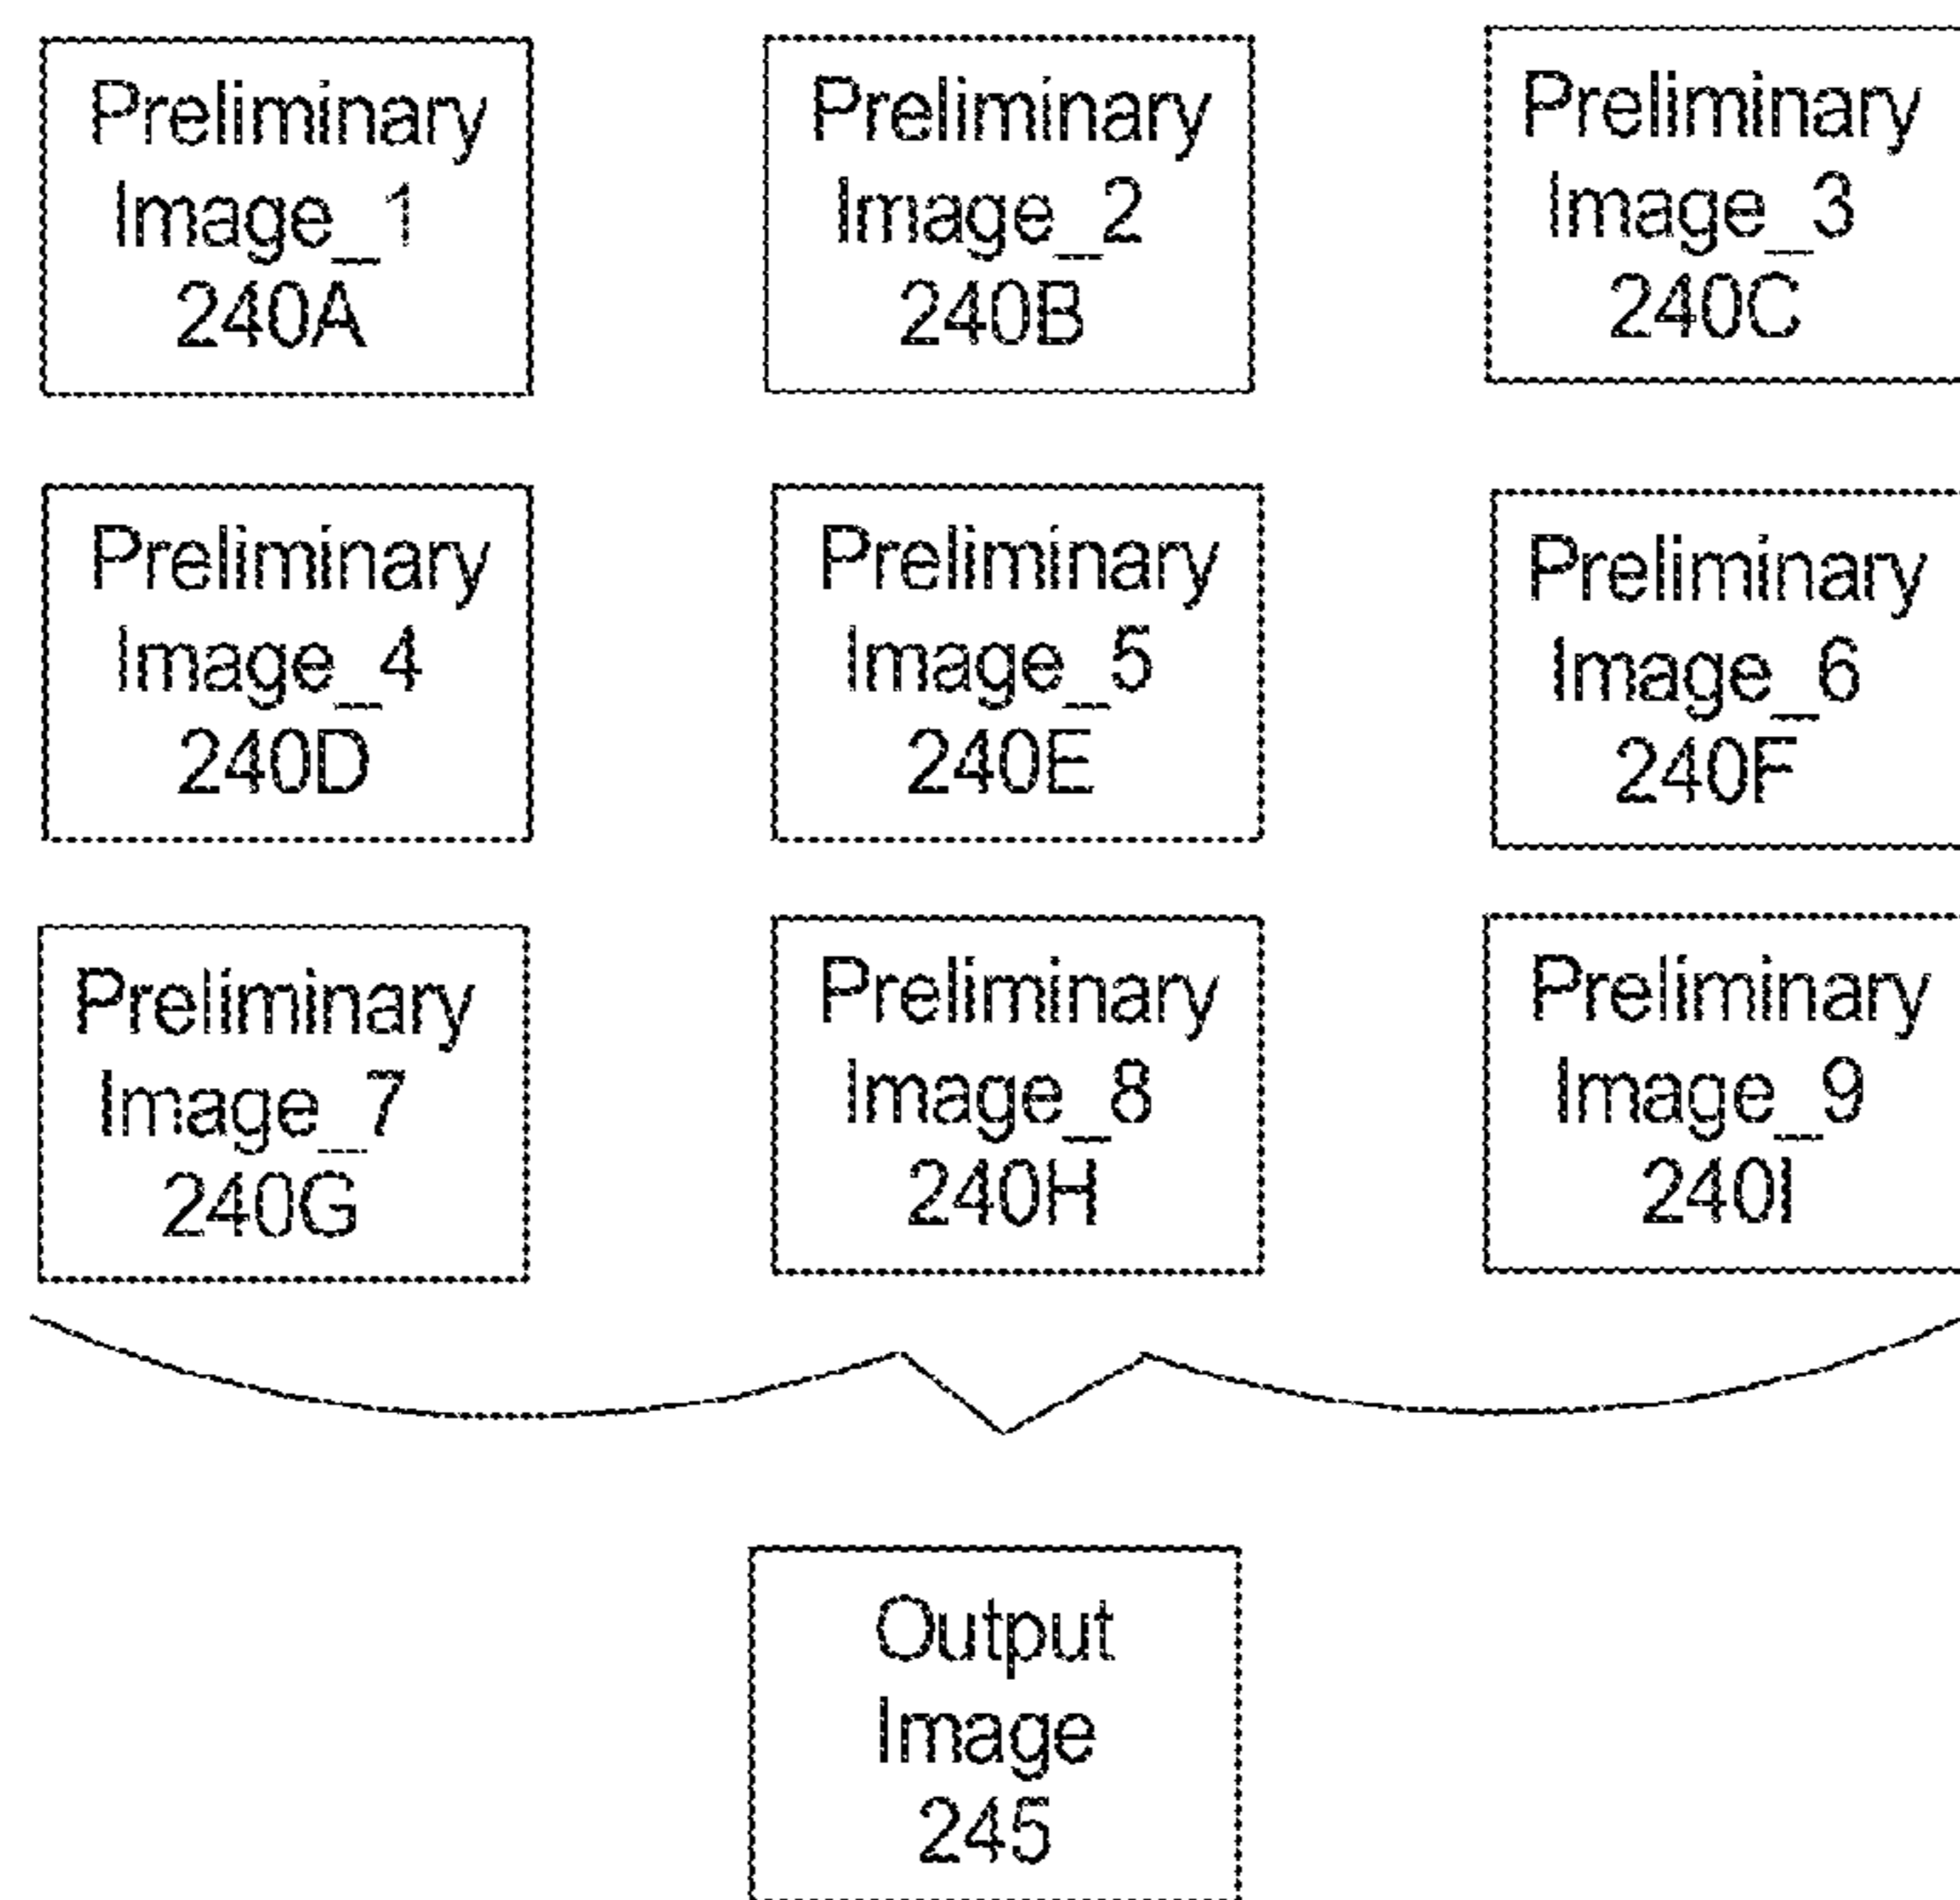 Preliminary
Image_1
240A
Preliminary
Image_2
240B
Preliminary
Image_3
240C
Preliminary
Image_4
240D
Preliminary
Image_5
240E
Preliminary
Image_6
240F
Preliminary
Image_7
240G
Preliminary
Image_8
240H
Preliminary
Image_9
240I
Output
Image
245